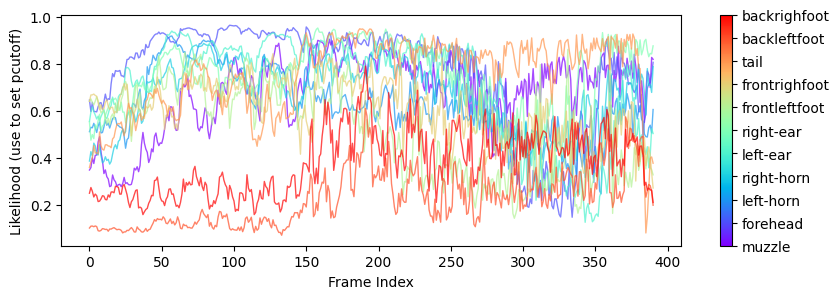 Likelihood (use to set pcutoff)
1.0
0.8
0.6
0.4
0.2
0 50 100 150 200 250 300 350 400
Frame Index
backrighfoot
backleftfoot
tail
frontrighfoot
frontleftfoot
right-ear
left-ear
right-horn
left-horn
forehead
muzzle